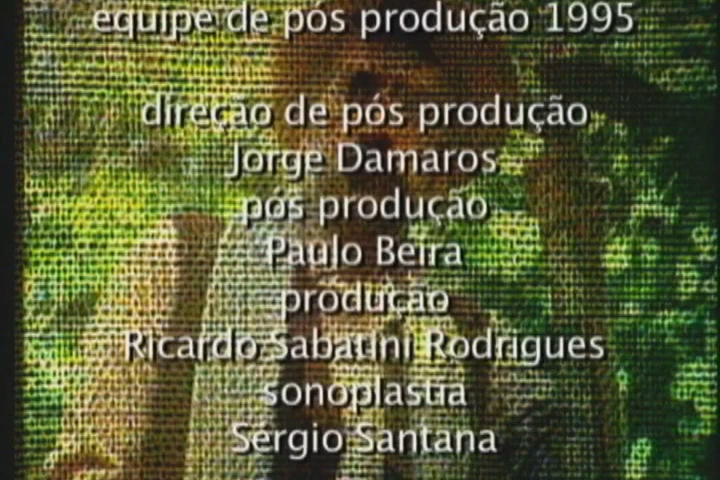 equipe de pós produção 1995
direção de pós produção
Jorge Damaros
pós produção
Paulo Beira
produção
Ricardo Sabatini Rodrigues
sonoplastia
Sérgio Santana